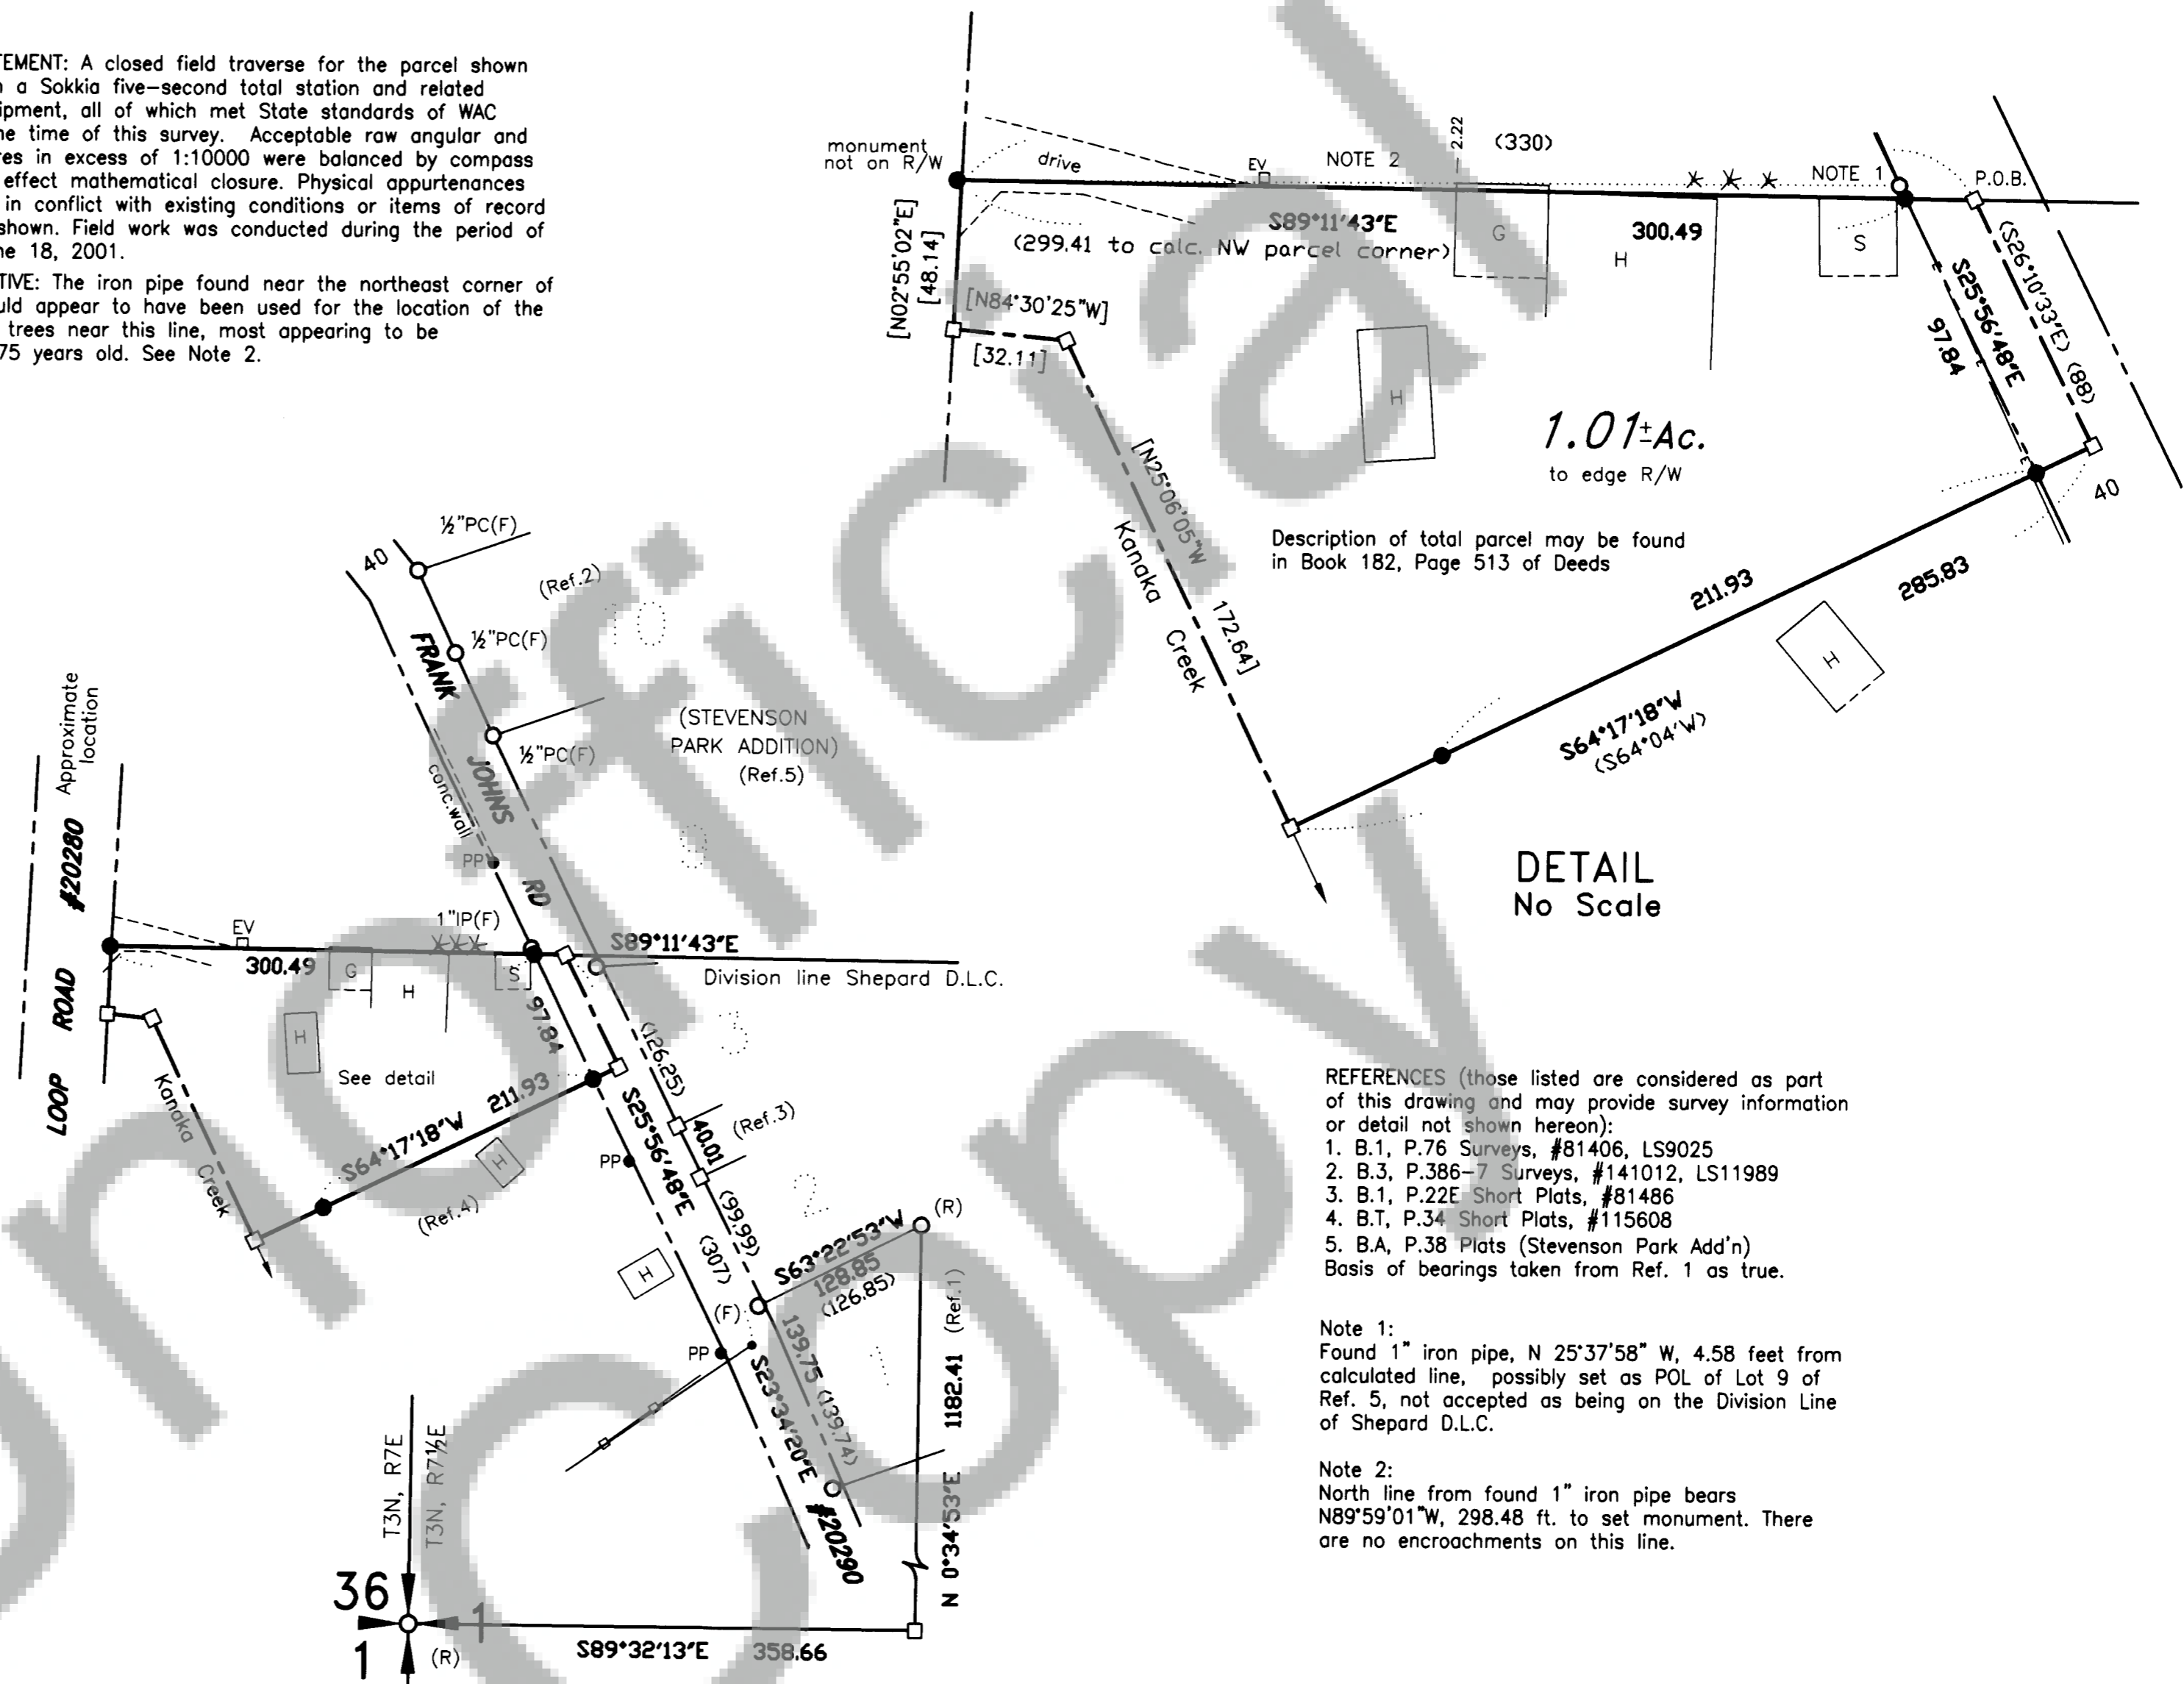 TEMENT: A closed field traverse for the parcel shown
a Sokkia five-second total station and related
ipment, all of which met State standards of WAC
ne time of this survey. Acceptable raw angular and
res in excess of 1:10000 were balanced by compass
effect mathematical closure. Physical appurtenances
in conflict with existing conditions or items of record
shown. Field work was conducted during the period of
ne 18, 2001.
TIVE: The iron pipe found near the northeast corner of
uld appear to have been used for the location of the
trees near this line, most appearing to be
75 years old. See Note 2.
monument
not on R/W
drive
EV
NOTE 2
2.22
(330)
NOTE 1
P.O.B.
S89°11'43"E
(299.41 to calc. NW parcel corner)
G
300.49
H
S
[N02°55'02"E]
[48.14]
[N84°30'25"W]
[32.11]
(S26°10'33"E) (88)
S25°56'48"E
97.84
H
1.01±Ac.
to edge R/W
40
[N25°06'05"W 172.64]
Kanaka Creek
Description of total parcel may be found
in Book 182, Page 513 of Deeds
211.93
285.83
H
S64°17'18"W
(S64°04'W)
DETAIL
No Scale
40
½"PC(F)
(Ref.2)
10
½"PC(F)
FRANK JOHNS RD
½"PC(F)
(STEVENSON
PARK ADDITION)
(Ref.5)
conc.wall
PP
9
Approximate
location
LOOP ROAD #20280
EV
1"IP(F)
S89°11'43"E
300.49
G
H
S
Division line Shepard D.L.C.
97.84
H
See detail
Kanaka Creek
(126.25)
3
211.93
S64°17'18"W
H
(Ref.4)
S25°56'48"E
40.01
(Ref.3)
PP
(99.99)
2
(307)
H
S63°22'53"W
128.85
(126.85)
(R)
(F)
139.75 (139.74)
1
PP
S23°34'20"E
1182.41 (Ref.1)
N 0°34'53"E
#20290
T3N, R7E
T3N, R7½E
36
1
1
(R)
S89°32'13"E 358.66
REFERENCES (those listed are considered as part
of this drawing and may provide survey information
or detail not shown hereon):
1. B.1, P.76 Surveys, #81406, LS9025
2. B.3, P.386-7 Surveys, #141012, LS11989
3. B.1, P.22E Short Plats, #81486
4. B.T, P.34 Short Plats, #115608
5. B.A, P.38 Plats (Stevenson Park Add'n)
Basis of bearings taken from Ref. 1 as true.
Note 1:
Found 1" iron pipe, N 25°37'58" W, 4.58 feet from
calculated line, possibly set as POL of Lot 9 of
Ref. 5, not accepted as being on the Division Line
of Shepard D.L.C.
Note 2:
North line from found 1" iron pipe bears
N89°59'01"W, 298.48 ft. to set monument. There
are no encroachments on this line.
Unofficial
Copy